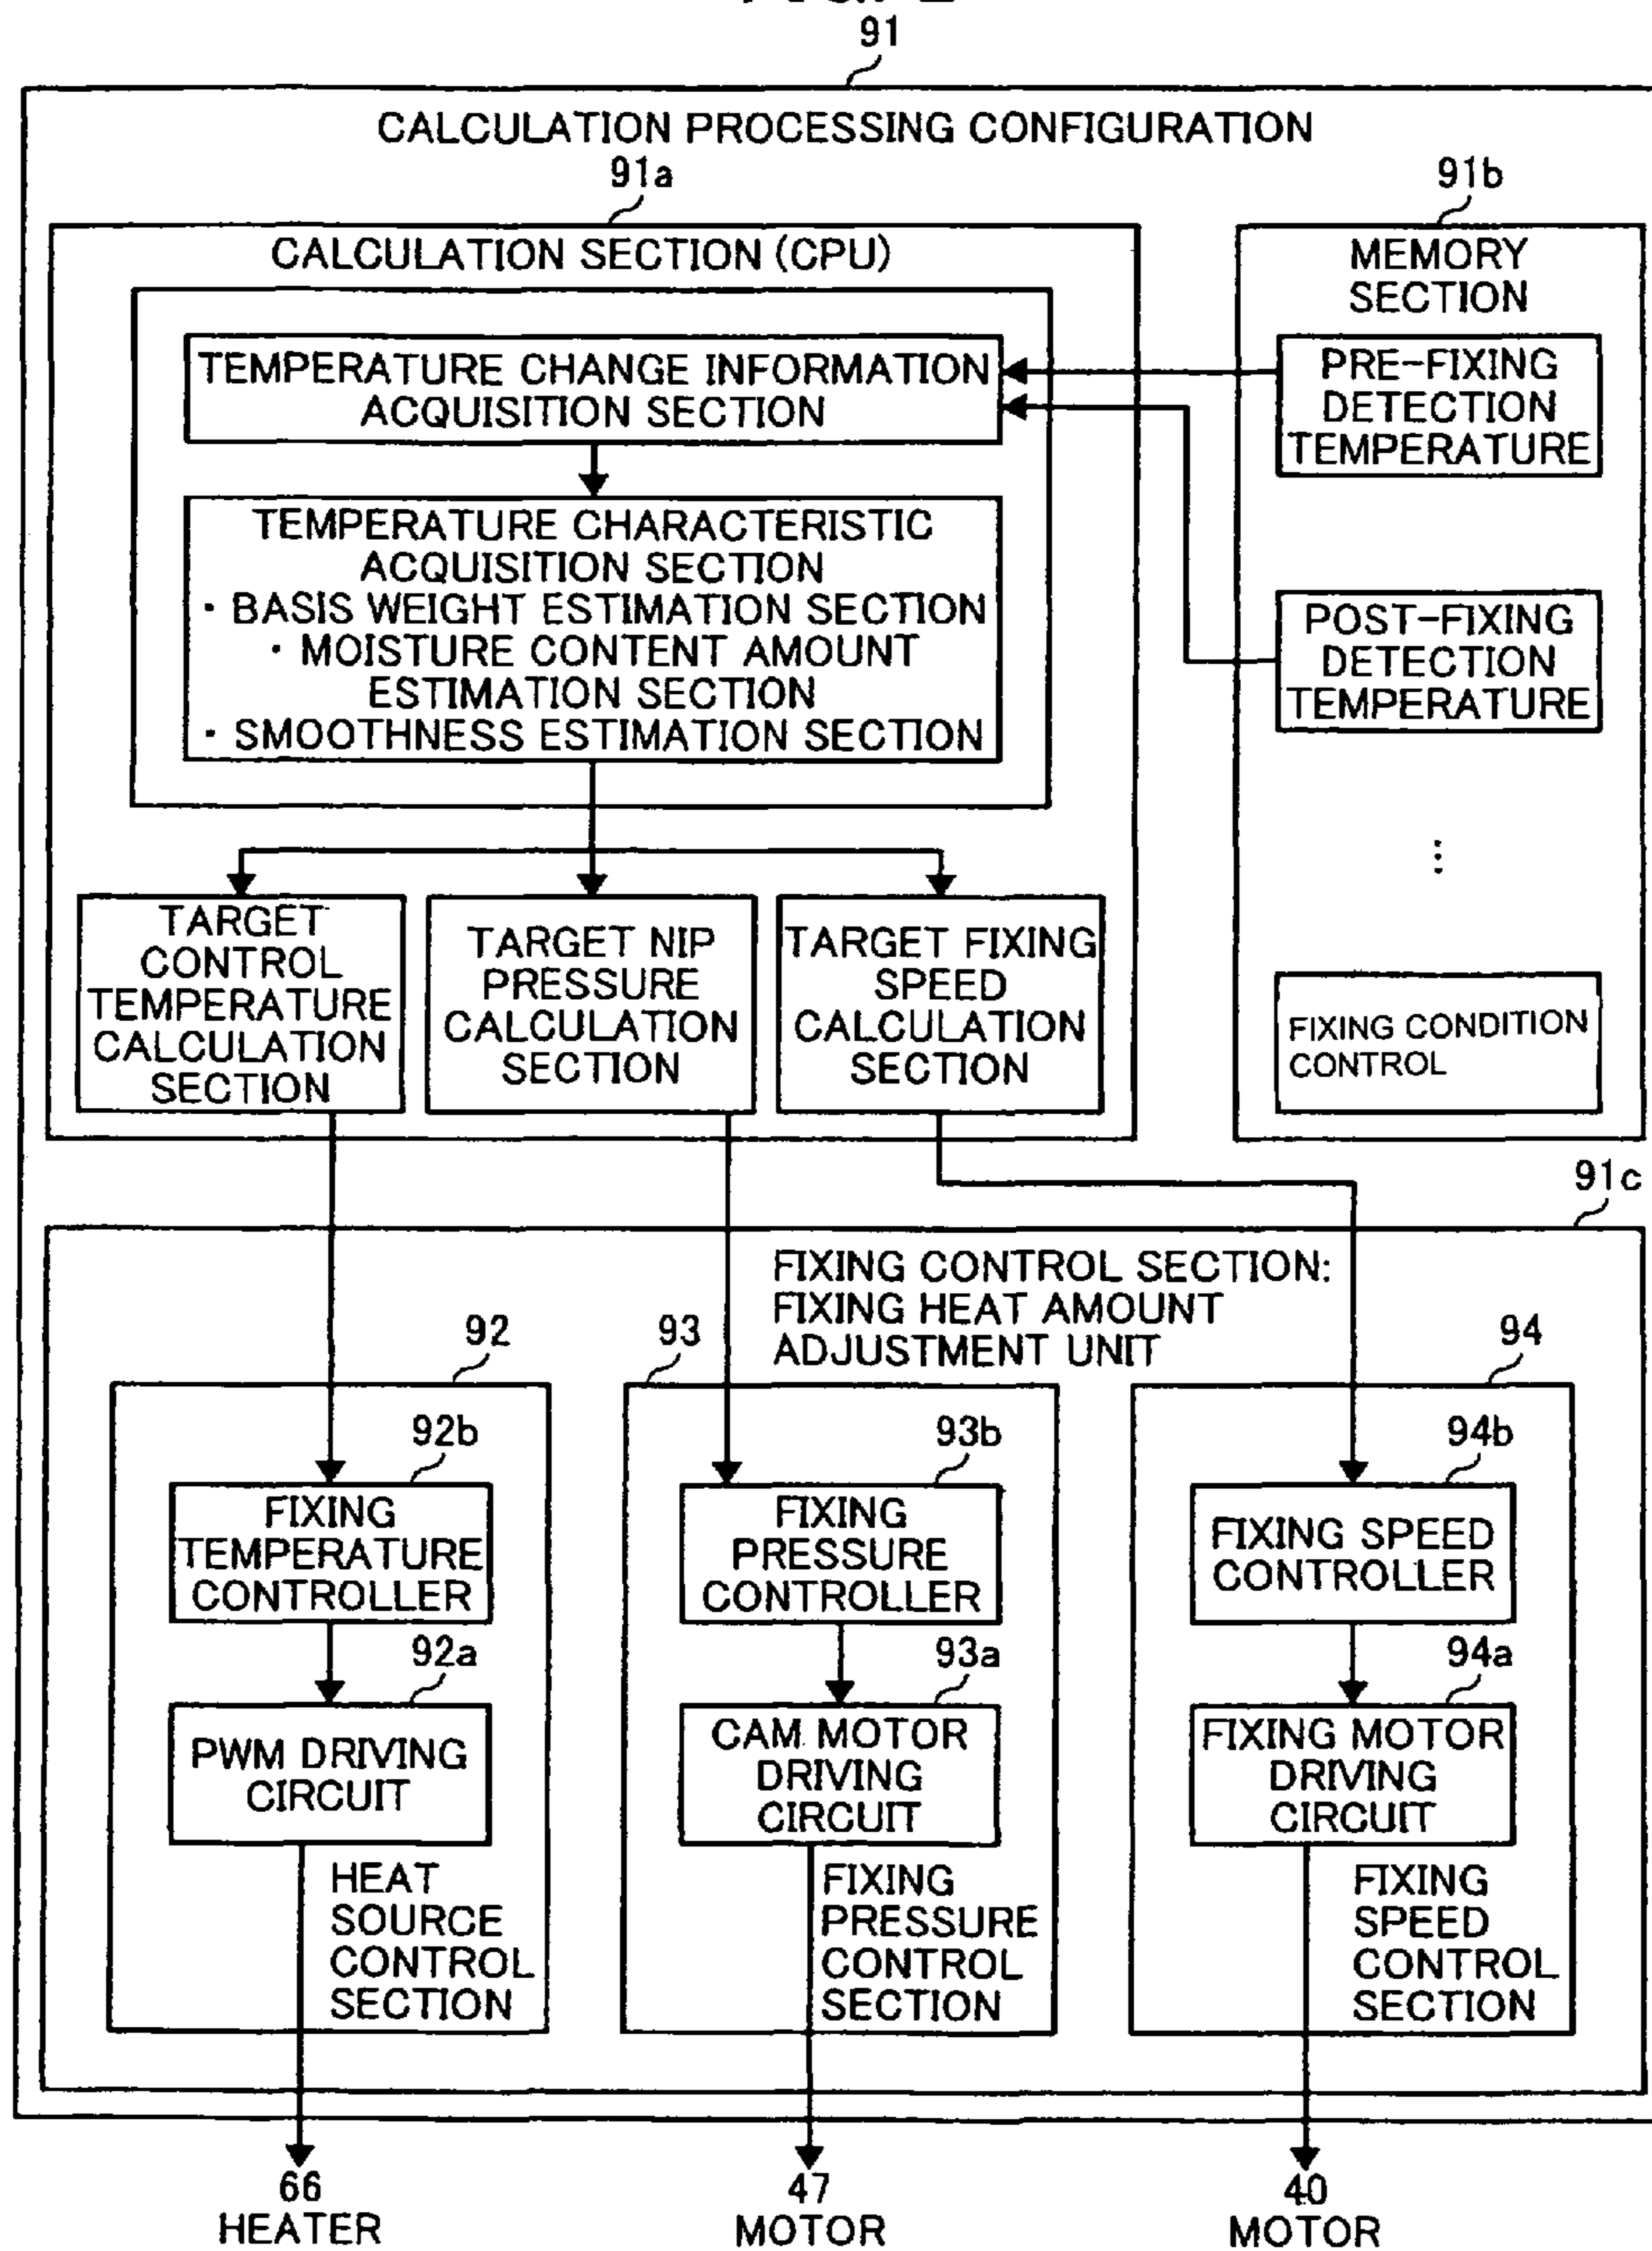 91
CALCULATION PROCESSING CONFIGURATION
91a
91b
CALCULATION SECTION (CPU)
MEMORY
SECTION
TEMPERATURE CHANGE INFORMATION
ACQUISITION SECTION
PRE-FIXING
DETECTION
TEMPERATURE
TEMPERATURE CHARACTERISTIC
ACQUISITION SECTION
・BASIS WEIGHT ESTIMATION SECTION
・MOISTURE CONTENT AMOUNT
ESTIMATION SECTION
・SMOOTHNESS ESTIMATION SECTION
POST-FIXING
DETECTION
TEMPERATURE
⋮
TARGET
CONTROL
TEMPERATURE
CALCULATION
SECTION
TARGET NIP
PRESSURE
CALCULATION
SECTION
TARGET FIXING
SPEED
CALCULATION
SECTION
FIXING CONDITION
CONTROL
91c
FIXING CONTROL SECTION:
FIXING HEAT AMOUNT
ADJUSTMENT UNIT
92
93
94
92b
93b
94b
FIXING
TEMPERATURE
CONTROLLER
FIXING
PRESSURE
CONTROLLER
FIXING SPEED
CONTROLLER
92a
93a
94a
PWM DRIVING
CIRCUIT
CAM MOTOR
DRIVING
CIRCUIT
FIXING MOTOR
DRIVING
CIRCUIT
HEAT
SOURCE
CONTROL
SECTION
FIXING
PRESSURE
CONTROL
SECTION
FIXING
SPEED
CONTROL
SECTION
66
HEATER
47
MOTOR
40
MOTOR